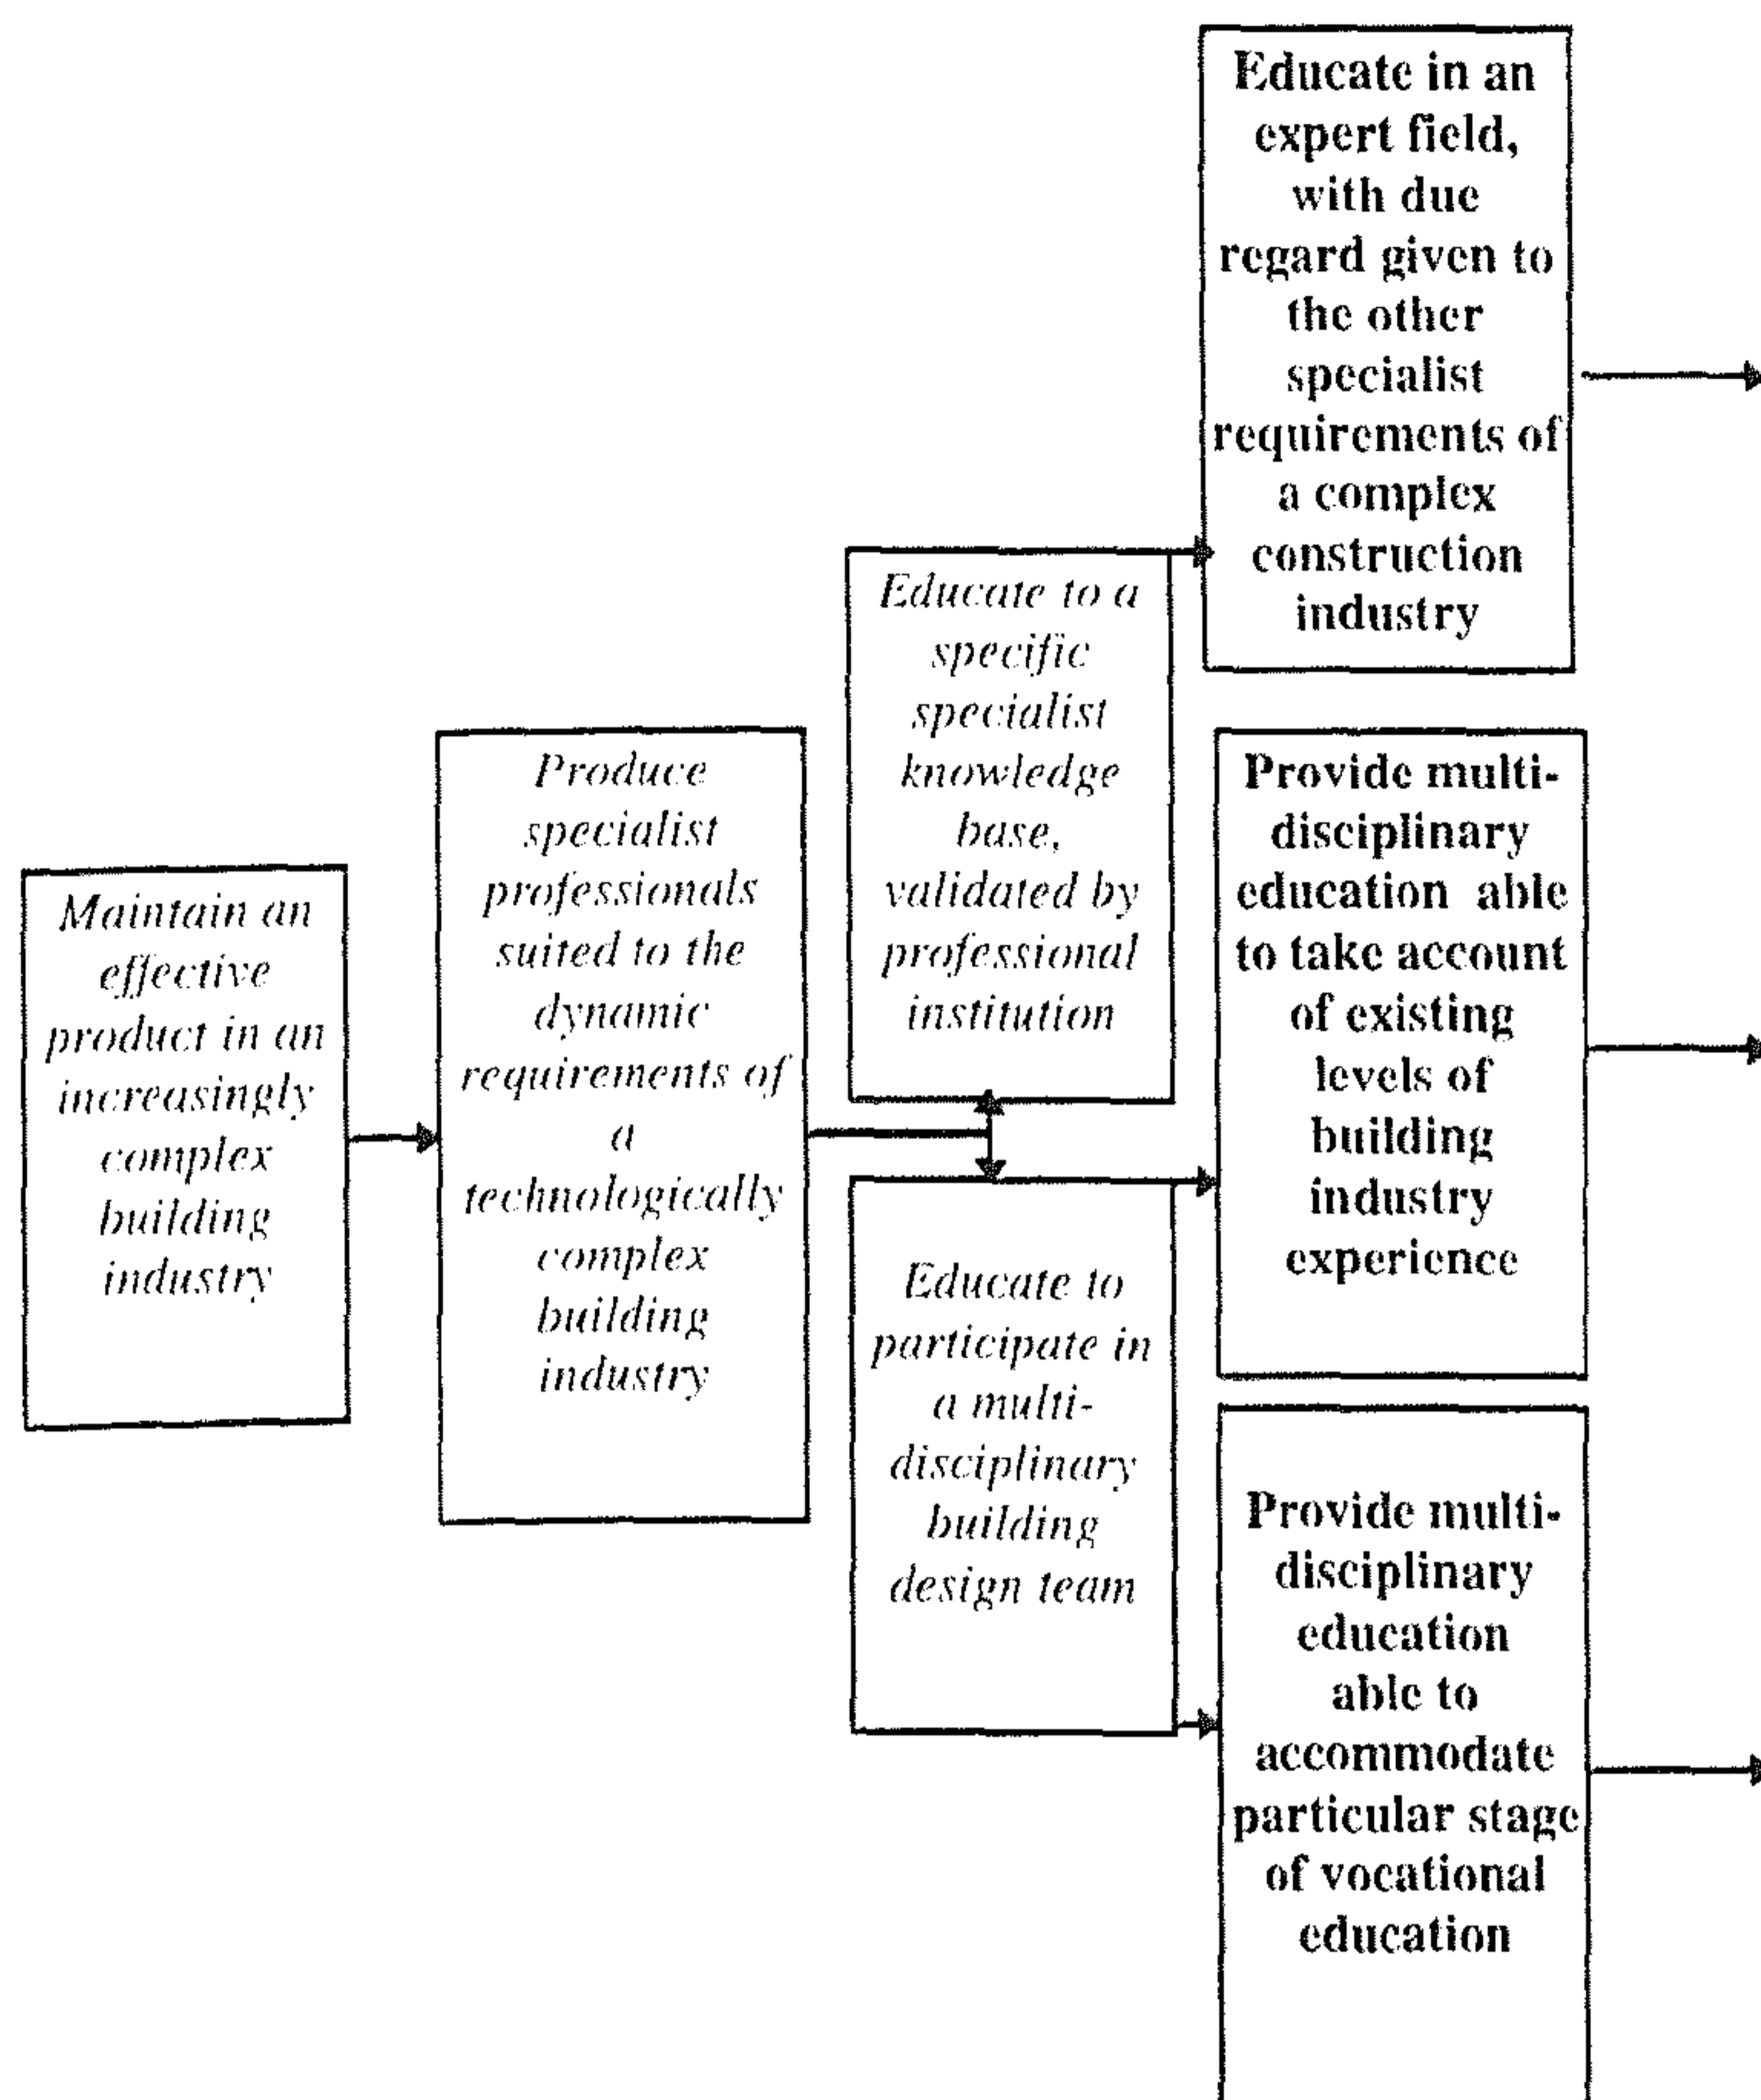 Maintain an
effective
product in an
increasingly
complex
building
industry
Produce
specialist
professionals
suited to the
dynamic
requirements of
a
technologically
complex
building
industry
Educate to a
specific
specialist
knowledge
base,
validated by
professional
institution
Educate to
participate in
a multi-
disciplinary
building
design team
Educate in an
expert field,
with due
regard given to
the other
specialist
requirements of
a complex
construction
industry
Provide multi-
disciplinary
education able
to take account
of existing
levels of
building
industry
experience
Provide multi-
disciplinary
education
able to
accommodate
particular stage
of vocational
education